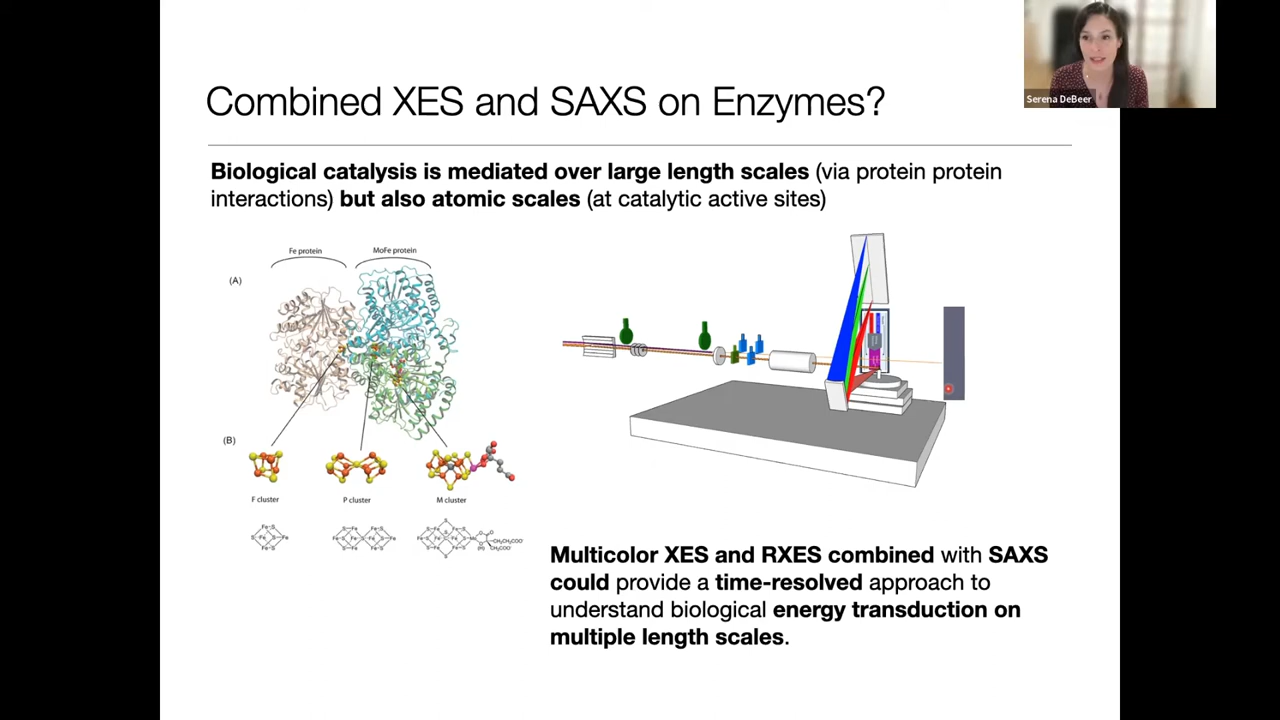 Serena DeBeer
Combined XES and SAXS on Enzymes?
Biological catalysis is mediated over large length scales (via protein protein
interactions) but also atomic scales (at catalytic active sites)
Fe protein
MoFe protein
(A)
(B)
F cluster
P cluster
M cluster
Multicolor XES and RXES combined with SAXS
could provide a time-resolved approach to
understand biological energy transduction on
multiple length scales.